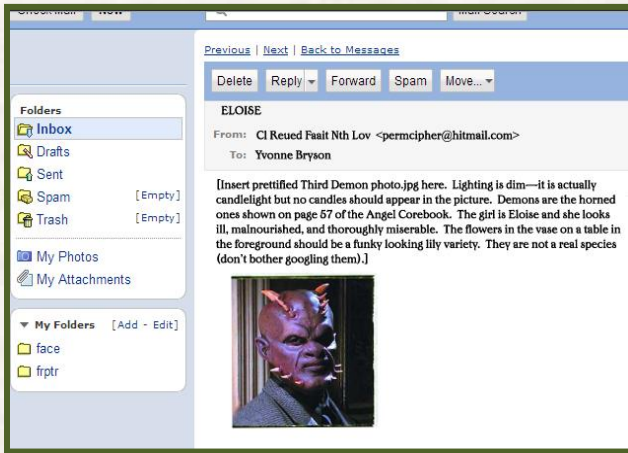 Check Mail New Mail Search
Previous | Next | Back to Messages
Delete Reply Forward Spam Move...
Folders
Inbox
Drafts
Sent
Spam [Empty]
Trash [Empty]
My Photos
My Attachments
My Folders [Add - Edit]
face
frptr
ELOISE
From: Cl Reued Faait Nth Lov <permcipher@hitmail.com>
To: Yvonne Bryson
[Insert prettified Third Demon photo.jpg here. Lighting is dim—it is actually
candlelight but no candles should appear in the picture. Demons are the horned
ones shown on page 57 of the Angel Corebook. The girl is Eloise and she looks
ill, malnourished, and thoroughly miserable. The flowers in the vase on a table in
the foreground should be a funky looking lily variety. They are not a real species
(don't bother googling them).]